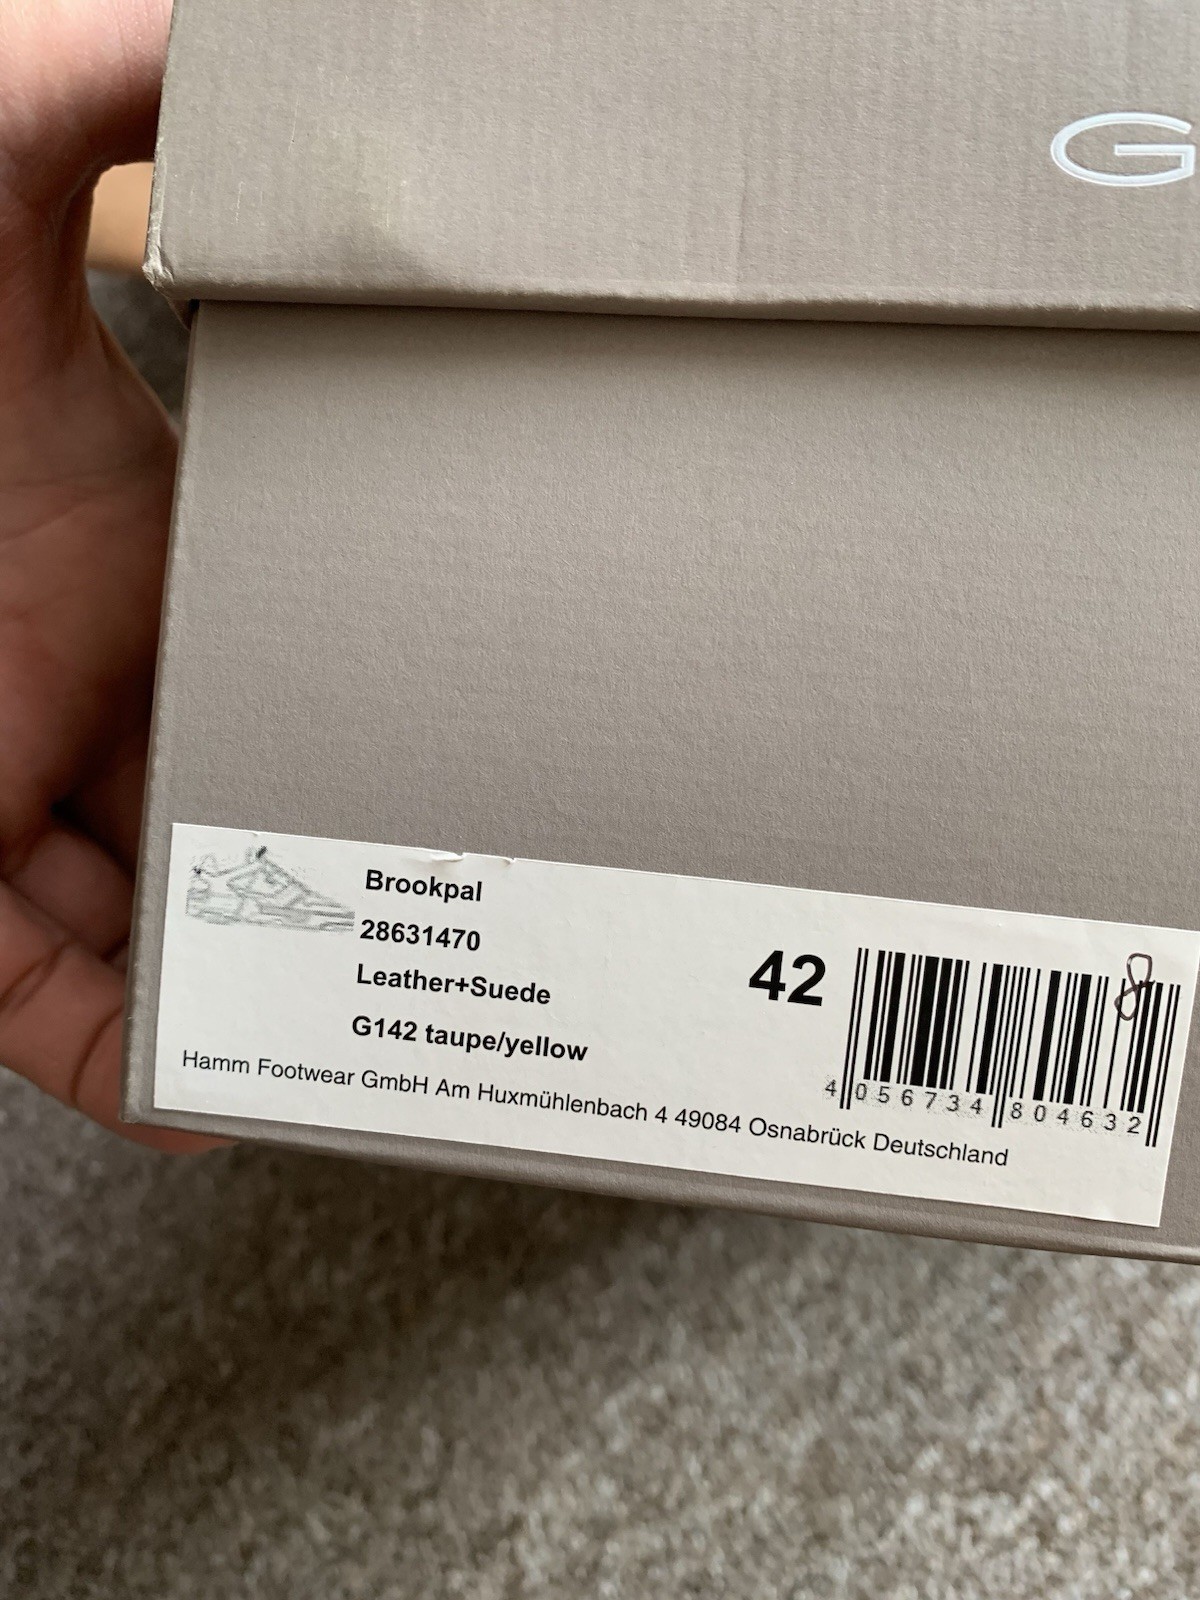 G
Brookpal
28631470
Leather+Suede
G142 taupe/yellow
42
8
4 056734 804632
Hamm Footwear GmbH Am Huxmühlenbach 4 49084 Osnabrück Deutschland